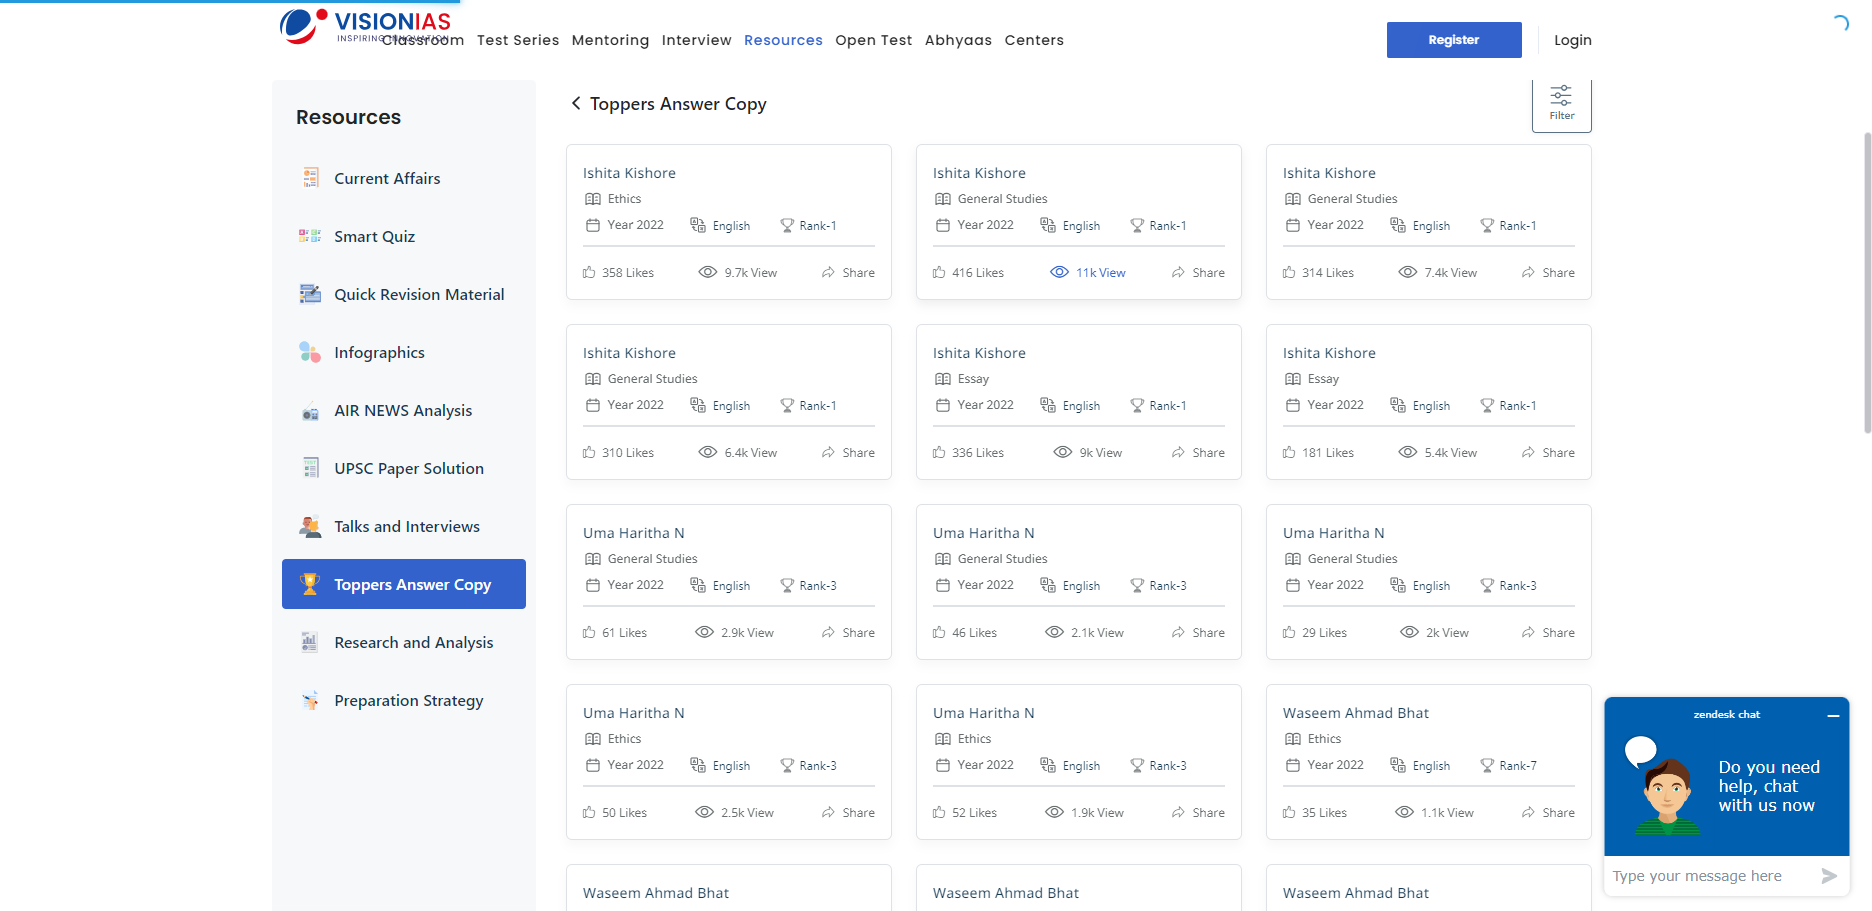 VISIONIAS
INSPIRING INNOVATION
Classroom Test Series Mentoring Interview Resources Open Test Abhyaas Centers
Register
Login
Resources
Current Affairs
Smart Quiz
Quick Revision Material
Infographics
AIR NEWS Analysis
UPSC Paper Solution
Talks and Interviews
Toppers Answer Copy
Research and Analysis
Preparation Strategy
Toppers Answer Copy
Filter
Ishita Kishore
Ethics
Year 2022 English Rank-1
358 Likes 9.7k View Share
Ishita Kishore
General Studies
Year 2022 English Rank-1
416 Likes 11k View Share
Ishita Kishore
General Studies
Year 2022 English Rank-1
314 Likes 7.4k View Share
Ishita Kishore
General Studies
Year 2022 English Rank-1
310 Likes 6.4k View Share
Ishita Kishore
Essay
Year 2022 English Rank-1
336 Likes 9k View Share
Ishita Kishore
Essay
Year 2022 English Rank-1
181 Likes 5.4k View Share
Uma Haritha N
General Studies
Year 2022 English Rank-3
61 Likes 2.9k View Share
Uma Haritha N
General Studies
Year 2022 English Rank-3
46 Likes 2.1k View Share
Uma Haritha N
General Studies
Year 2022 English Rank-3
29 Likes 2k View Share
Uma Haritha N
Ethics
Year 2022 English Rank-3
50 Likes 2.5k View Share
Uma Haritha N
Ethics
Year 2022 English Rank-3
52 Likes 1.9k View Share
Waseem Ahmad Bhat
Ethics
Year 2022 English Rank-7
35 Likes 1.1k View Share
Waseem Ahmad Bhat
Waseem Ahmad Bhat
Waseem Ahmad Bhat
zendesk chat
Do you need
help, chat
with us now
Type your message here